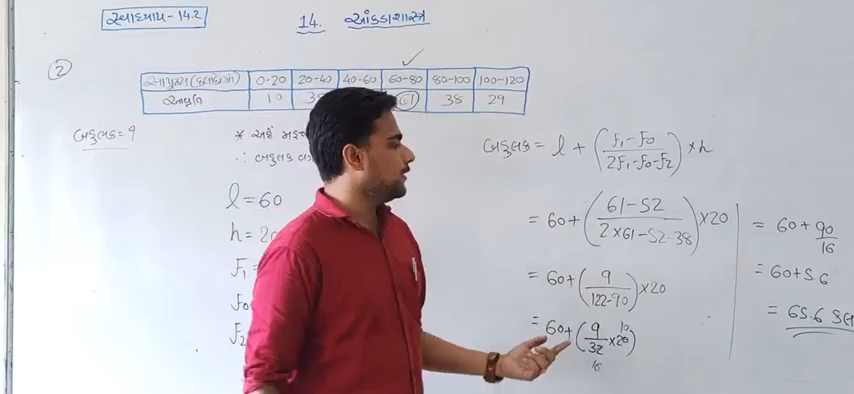 સ્વાધ્યાય-14.2
14. આંકડાશાસ્ત્ર
2
આયુષ્ય (કલાકોમાં) 0-20 20-40 40-60 60-80 80-100 100-120
આવૃત્તિ 10 61 38 29
બહુલક = ?
* અહીં
∴ બહુલક
l = 60
h = 20
f₁ =
f₀
f₂
બહુલક = l + (f₁-f₀ / 2f₁-f₀-f₂) × h
= 60 + (61-52 / 2×61-52-38) × 20
= 60 + (9 / 122-90) × 20
= 60 + (9 / 32 × 20) 10 16
= 60 + 90 / 16
= 60 + 5.6
= 65.6